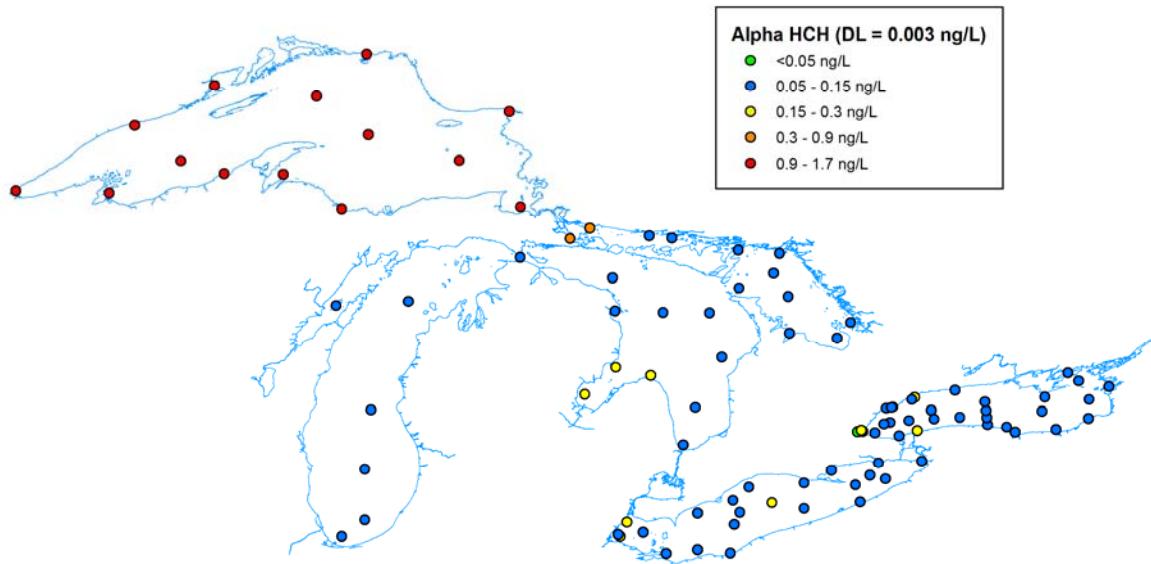 Alpha HCH (DL = 0.003 ng/L)
<0.05 ng/L
0.05 - 0.15 ng/L
0.15 - 0.3 ng/L
0.3 - 0.9 ng/L
0.9 - 1.7 ng/L